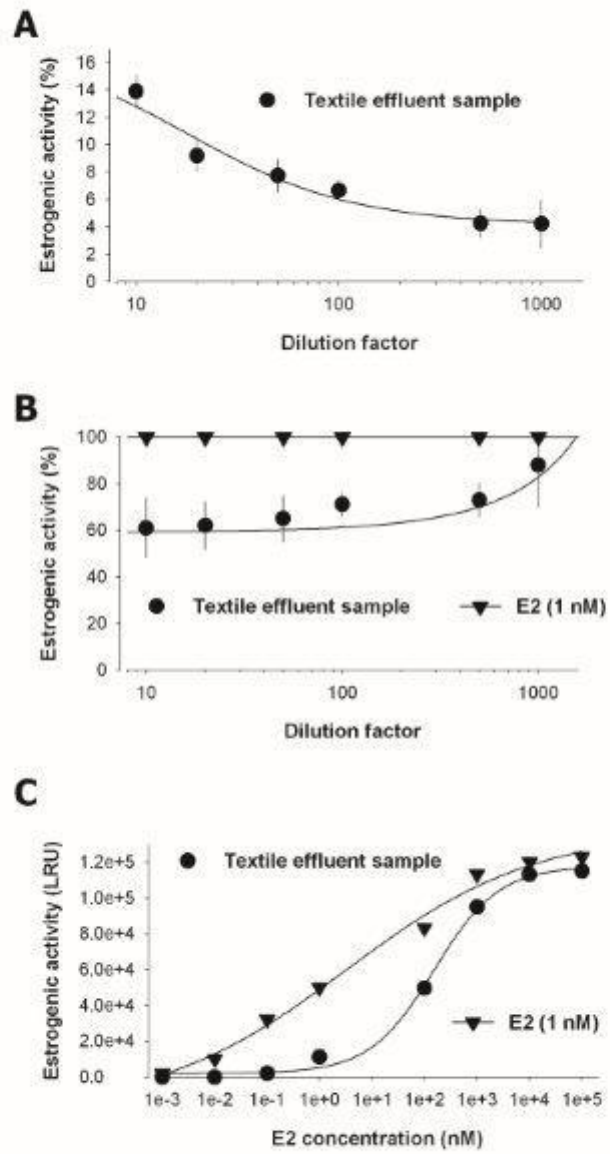 A
Estrogenic activity (%)
16
14
12
10
8
6
4
2
0
Textile effluent sample
10 100 1000
Dilution factor
B
Estrogenic activity (%)
100
80
60
40
20
0
Textile effluent sample E2 (1 nM)
10 100 1000
Dilution factor
C
Estrogenic activity (LRU)
1.2e+5
1.0e+5
8.0e+4
6.0e+4
4.0e+4
2.0e+4
0.0
Textile effluent sample
E2 (1 nM)
1e-3 1e-2 1e-1 1e+0 1e+1 1e+2 1e+3 1e+4 1e+5
E2 concentration (nM)